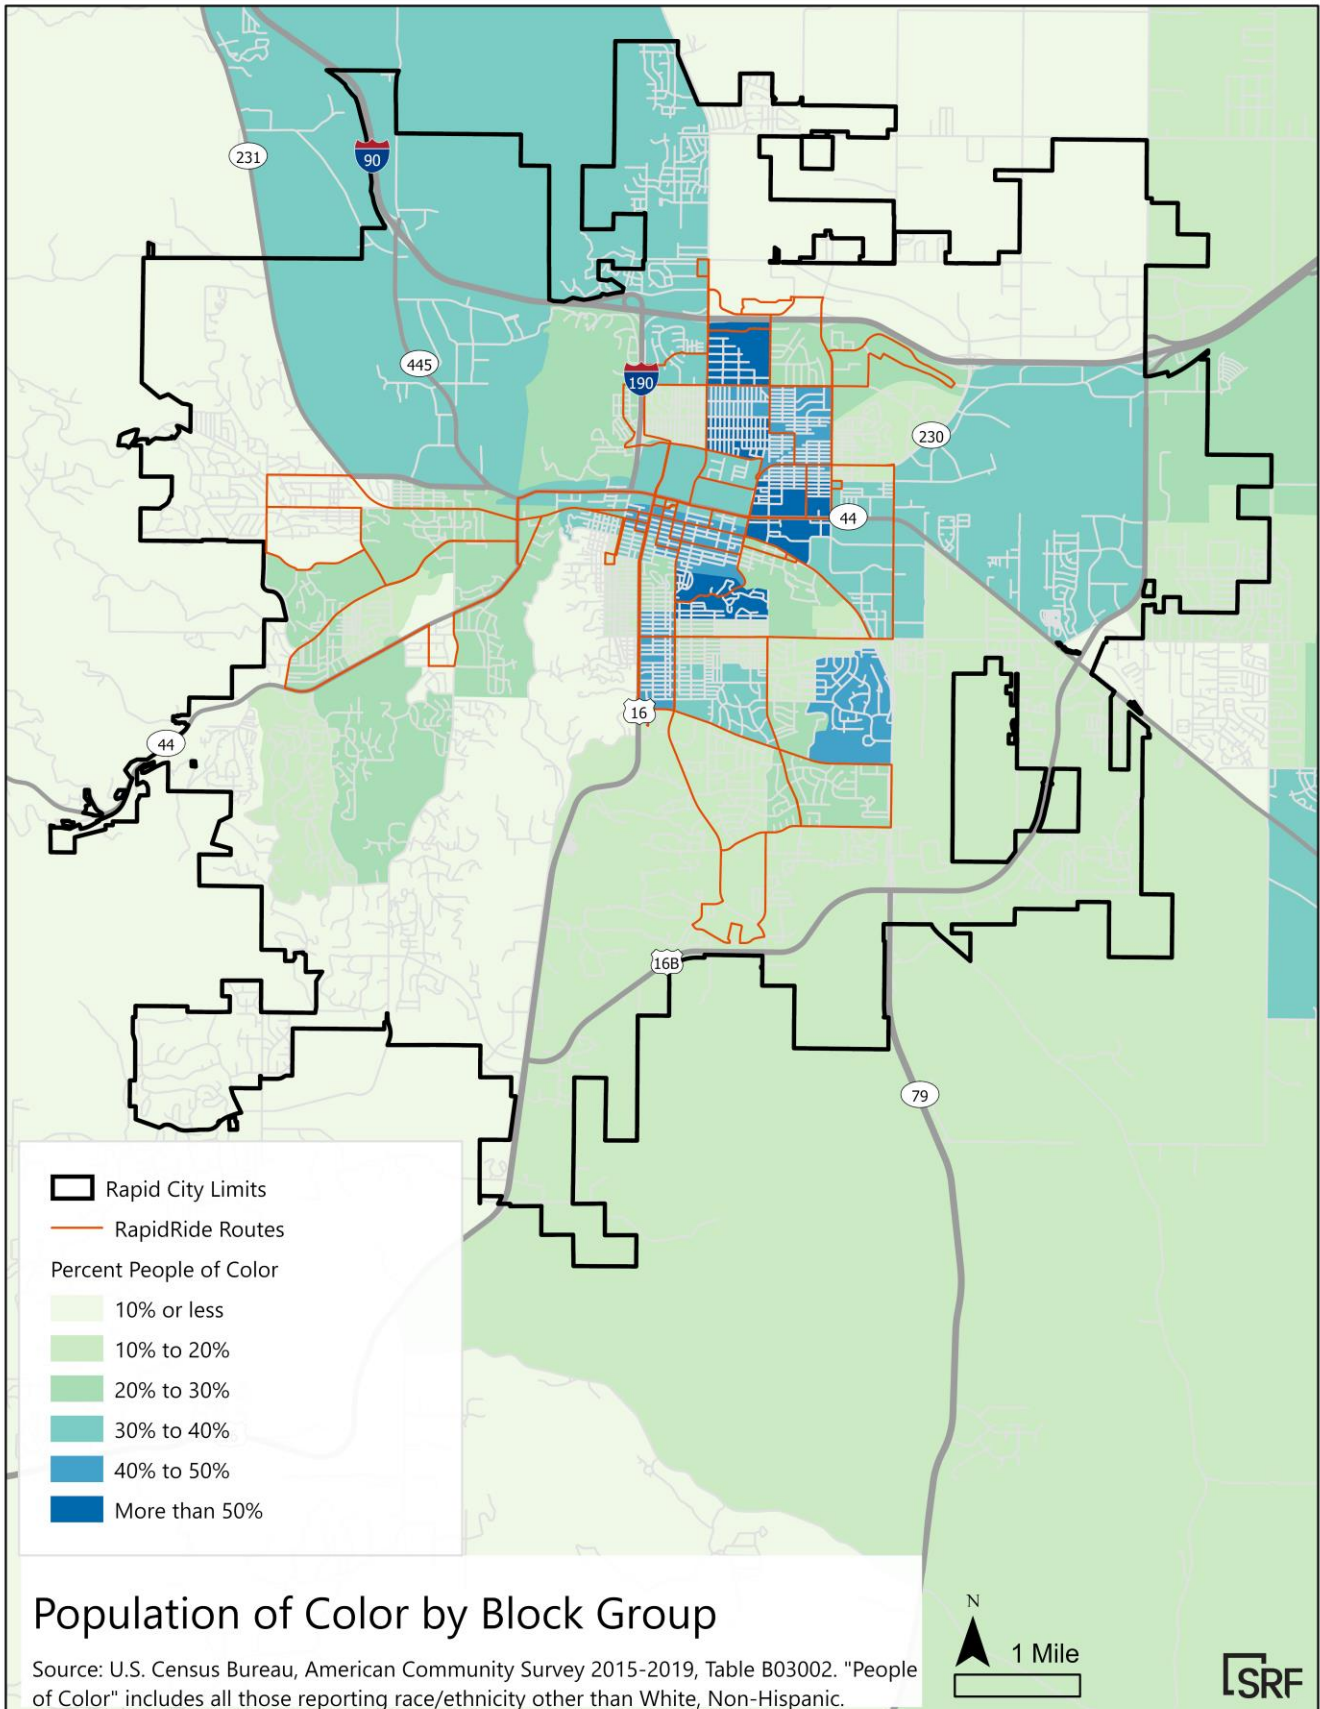 231
90
445
190
230
44
16
44
16B
79
Rapid City Limits
RapidRide Routes
Percent People of Color
10% or less
10% to 20%
20% to 30%
30% to 40%
40% to 50%
More than 50%
Population of Color by Block Group
Source: U.S. Census Bureau, American Community Survey 2015-2019, Table B03002. "People
of Color" includes all those reporting race/ethnicity other than White, Non-Hispanic.
N
1 Mile
SRF